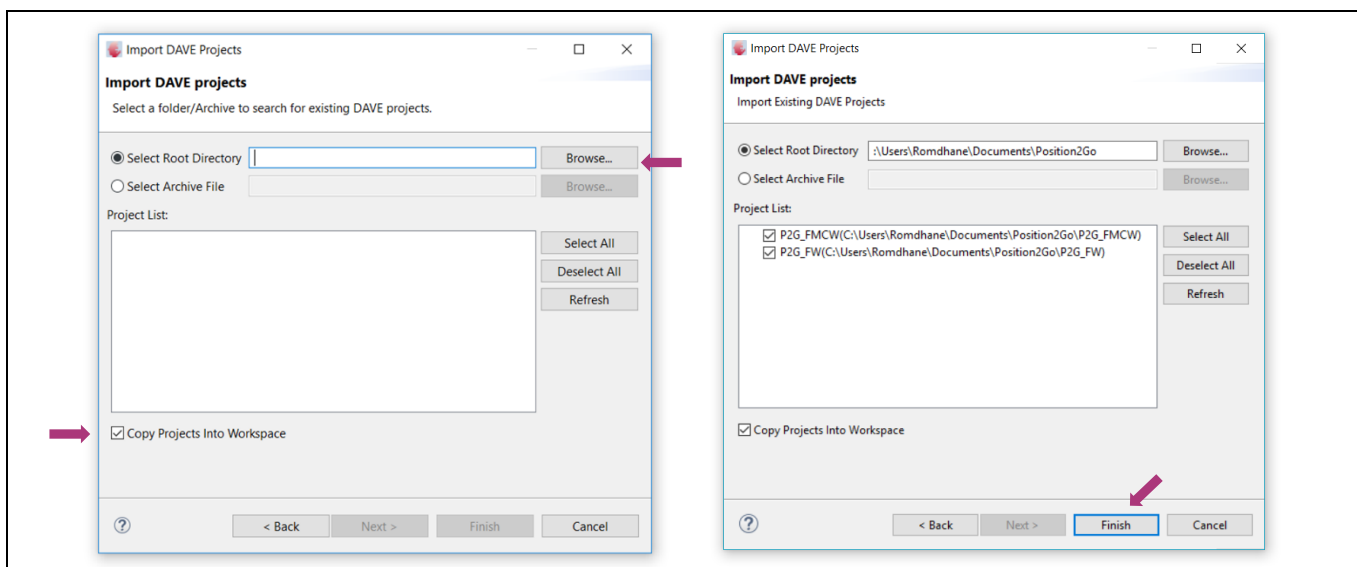 Import DAVE Projects
Import DAVE projects
Select a folder/Archive to search for existing DAVE projects.
Select Root Directory Browse...
Select Archive File Browse...
Project List:
Select All
Deselect All
Refresh
Copy Projects Into Workspace
? < Back Next > Finish Cancel
Import DAVE Projects
Import DAVE projects
Import Existing DAVE Projects
Select Root Directory :\Users\Romdhane\Documents\Position2Go Browse...
Select Archive File Browse...
Project List:
P2G_FMCW(C:\Users\Romdhane\Documents\Position2Go\P2G_FMCW) Select All
P2G_FW(C:\Users\Romdhane\Documents\Position2Go\P2G_FW)
Deselect All
Refresh
Copy Projects Into Workspace
? < Back Next > Finish Cancel